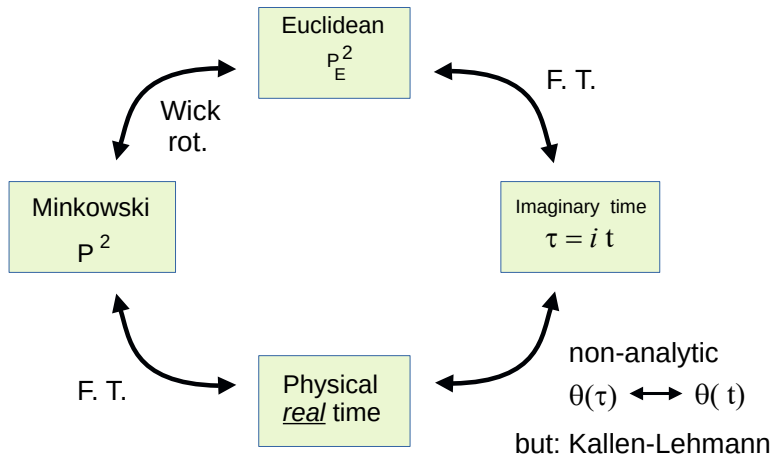 Euclidean
P_E^2
F. T.
Wick
rot.
Minkowski
P^2
Imaginary time
τ = i t
F. T.
Physical
real time
non-analytic
θ(τ) ⟷ θ( t)
but: Kallen-Lehmann